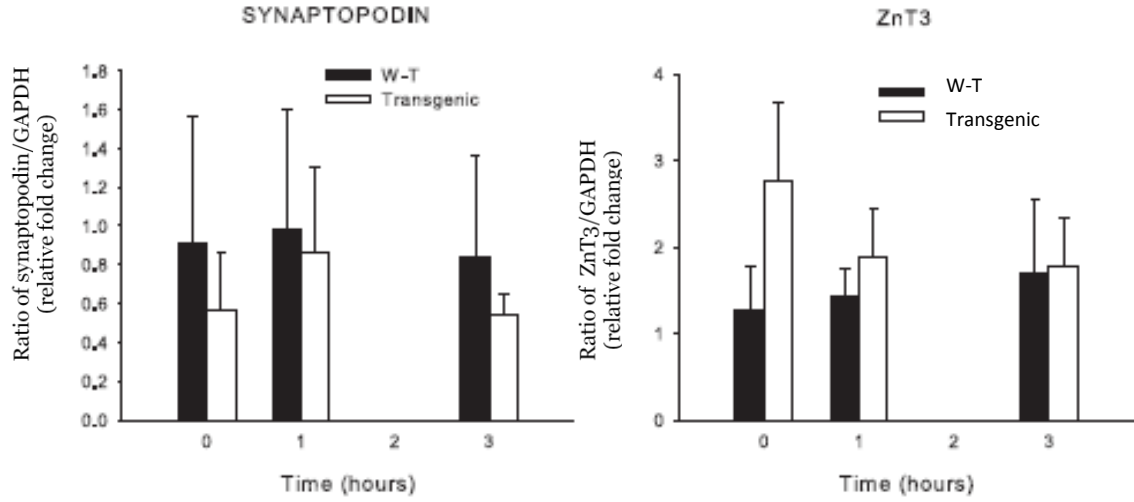 SYNAPTOPODIN
Ratio of synaptopodin/GAPDH
(relative fold change)
1.8
1.6
1.4
1.2
1.0
0.8
0.6
0.4
0.2
0.0
W-T
Transgenic
0 1 2 3
Time (hours)
ZnT3
Ratio of ZnT3/GAPDH
(relative fold change)
4
3
2
1
0
W-T
Transgenic
0 1 2 3
Time (hours)